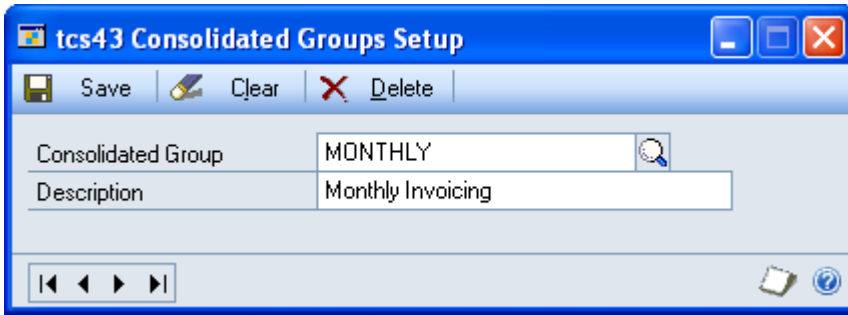 tcs43 Consolidated Groups Setup
Save Clear Delete
Consolidated Group MONTHLY
Description Monthly Invoicing